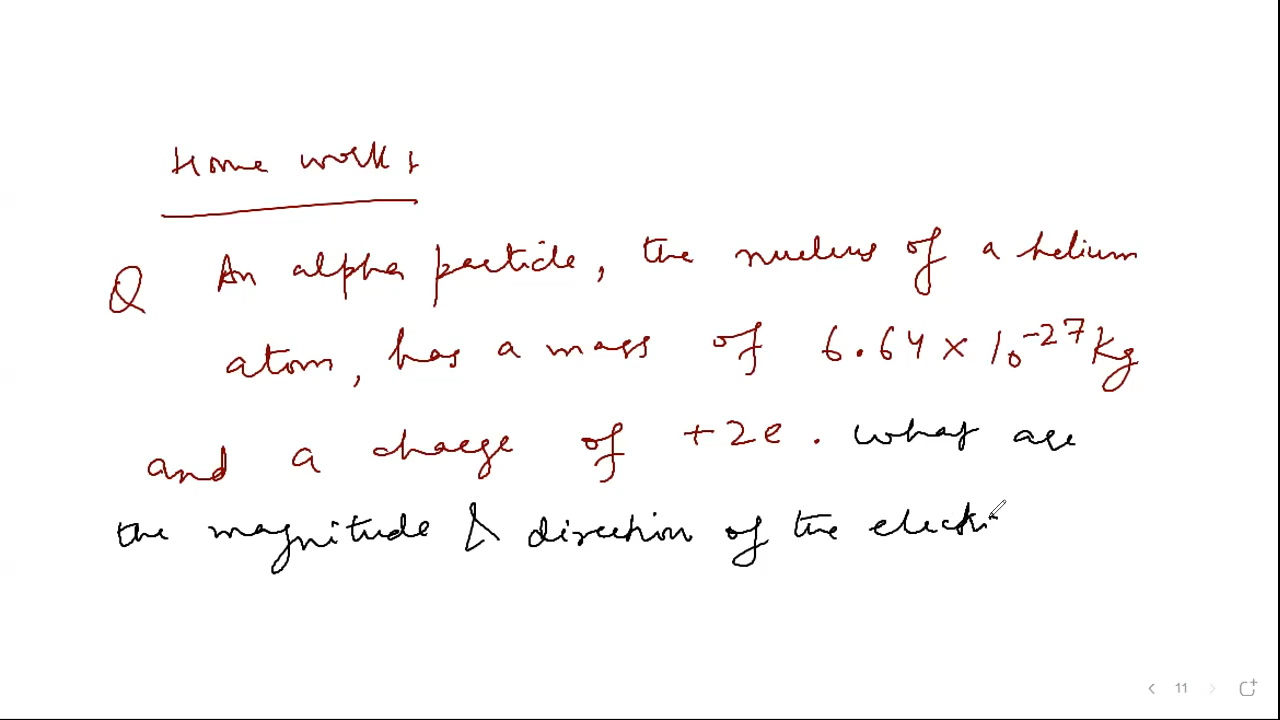 Home work :
Q An alpha particle, the nucleus of a helium
atom, has a mass of 6.64 × 10⁻²⁷ Kg
and a charge of +2e. What are
the magnitude & direction of the electri
11